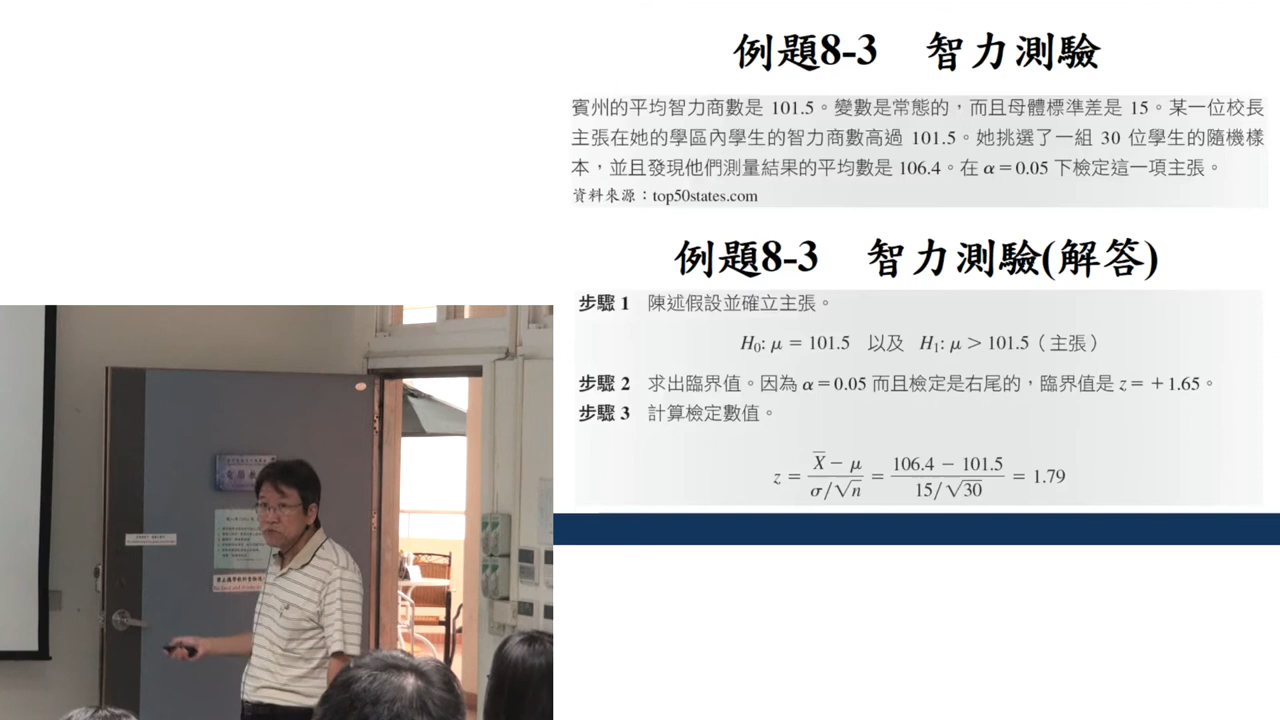 例題8-3 智力測驗
賓州的平均智力商數是 101.5。變數是常態的，而且母體標準差是 15。某一位校長
主張在她的學區內學生的智力商數高過 101.5。她挑選了一組 30 位學生的隨機樣
本，並且發現他們測量結果的平均數是 106.4。在 α = 0.05 下檢定這一項主張。
資料來源：top50states.com
例題8-3 智力測驗(解答)
步驟 1 陳述假設並確立主張。
H₀: μ = 101.5 以及 H₁: μ > 101.5（主張）
步驟 2 求出臨界值。因為 α = 0.05 而且檢定是右尾的，臨界值是 z = +1.65。
步驟 3 計算檢定數值。
z = (X̄ − μ)/(σ/√n) = (106.4 − 101.5)/(15/√30) = 1.79